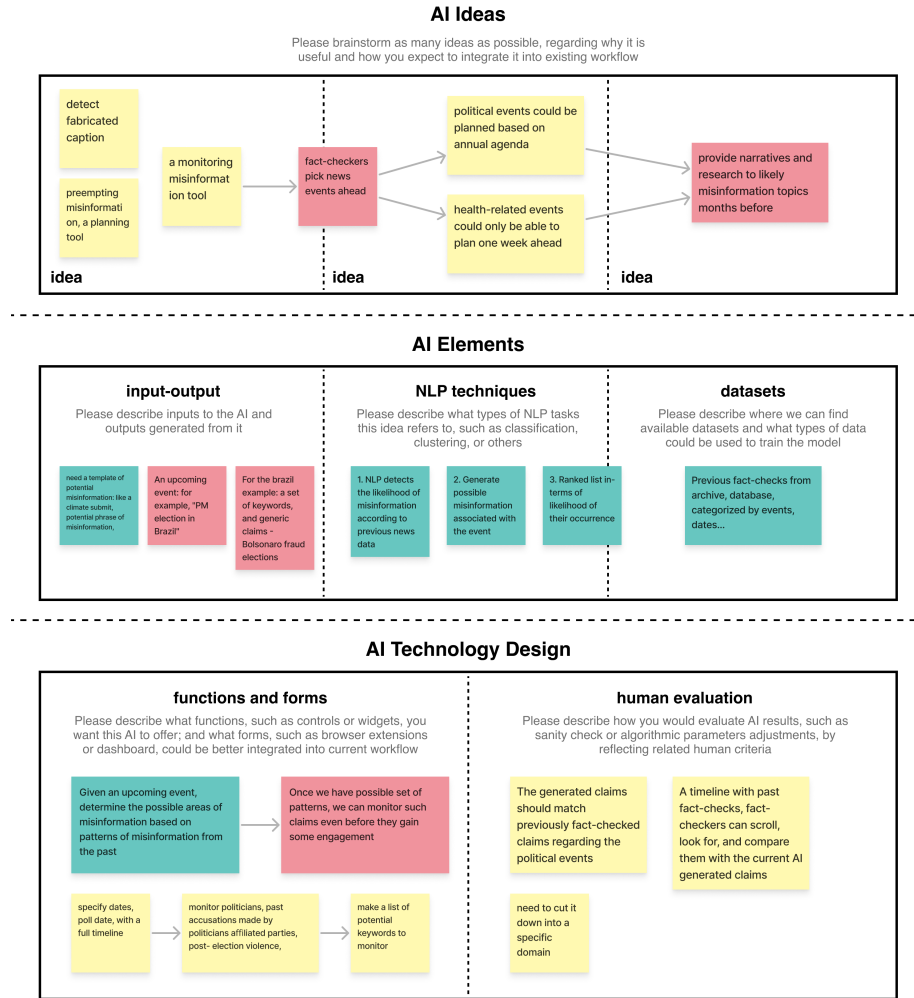 AI Ideas
Please brainstorm as many ideas as possible, regarding why it is
useful and how you expect to integrate it into existing workflow
detect
fabricated
caption
preempting
misinformati
on, a planning
tool
a monitoring
misinformat
ion tool
idea
fact-checkers
pick news
events ahead
political events could be
planned based on
annual agenda
health-related events
could only be able to
plan one week ahead
idea
provide narratives and
research to likely
misinformation topics
months before
idea
AI Elements
input-output
Please describe inputs to the AI and
outputs generated from it
need a template of
potential
misinformation: like a
climate submit,
potential phrase of
misinformation,
An upcoming
event: for
example, "PM
election in
Brazil"
For the brazil
example: a set
of keywords,
and generic
claims -
Bolsonaro fraud
elections
NLP techniques
Please describe what types of NLP tasks
this idea refers to, such as classification,
clustering, or others
1. NLP detects
the likelihood of
misinformation
according to
previous news
data
2. Generate
possible
misinformation
associated with
the event
3. Ranked list in-
terms of
likelihood of
their occurrence
datasets
Please describe where we can find
available datasets and what types of data
could be used to train the model
Previous fact-checks from
archive, database,
categorized by events,
dates...
AI Technology Design
functions and forms
Please describe what functions, such as controls or widgets, you
want this AI to offer; and what forms, such as browser extensions
or dashboard, could be better integrated into current workflow
Given an upcoming event,
determine the possible areas of
misinformation based on
patterns of misinformation from
the past
Once we have possible set of
patterns, we can monitor such
claims even before they gain
some engagement
specify dates,
poll date, with a
full timeline
monitor politicians, past
accusations made by
politicians affiliated parties,
post- election violence,
make a list of
potential
keywords to
monitor
human evaluation
Please describe how you would evaluate AI results, such as
sanity check or algorithmic parameters adjustments, by
reflecting related human criteria
The generated claims
should match
previously fact-checked
claims regarding the
political events
A timeline with past
fact-checks, fact-
checkers can scroll,
look for, and compare
them with the current AI
generated claims
need to cut it
down into a
specific
domain